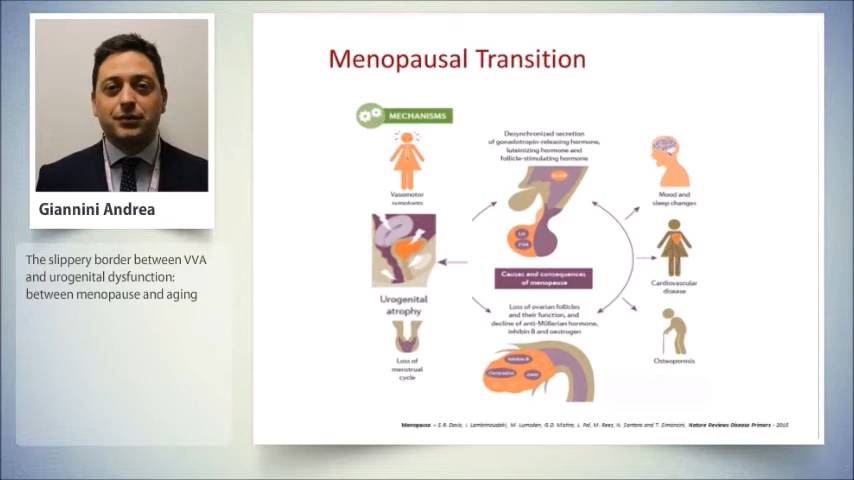 Giannini Andrea
The slippery border between VVA
and urogenital dysfunction:
between menopause and aging
Menopausal Transition
MECHANISMS
Vasomotor
symptoms
Urogenital
atrophy
Loss of
menstrual
cycle
Desynchronized secretion
of gonadotropin-releasing hormone,
luteinizing hormone and
follicle-stimulating hormone
LH
FSH
Causes and consequences
of menopause
Loss of ovarian follicles
and their function, and
decline of anti-Müllerian hormone,
inhibin B and oestrogen
Inhibin B
Oestradiol
AMH
Mood and
sleep changes
Cardiovascular
disease
Osteoporosis
Menopause – S.R. Davis, I. Lambrinoudaki, M. Lumsden, G.D. Mishra, L. Pal, M. Rees, N. Santoro and T. Simoncini, Nature Reviews Disease Primers - 2015